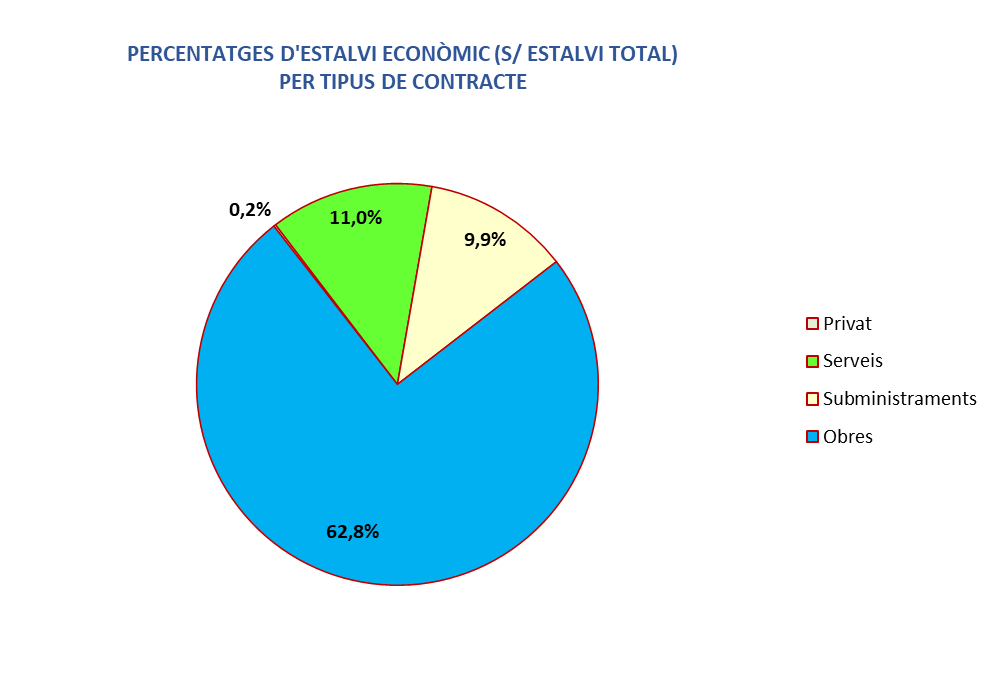 PERCENTATGES D'ESTALVI ECONÒMIC (S/ ESTALVI TOTAL)
PER TIPUS DE CONTRACTE
0,2%
11,0%
9,9%
62,8%
Privat
Serveis
Subministraments
Obres